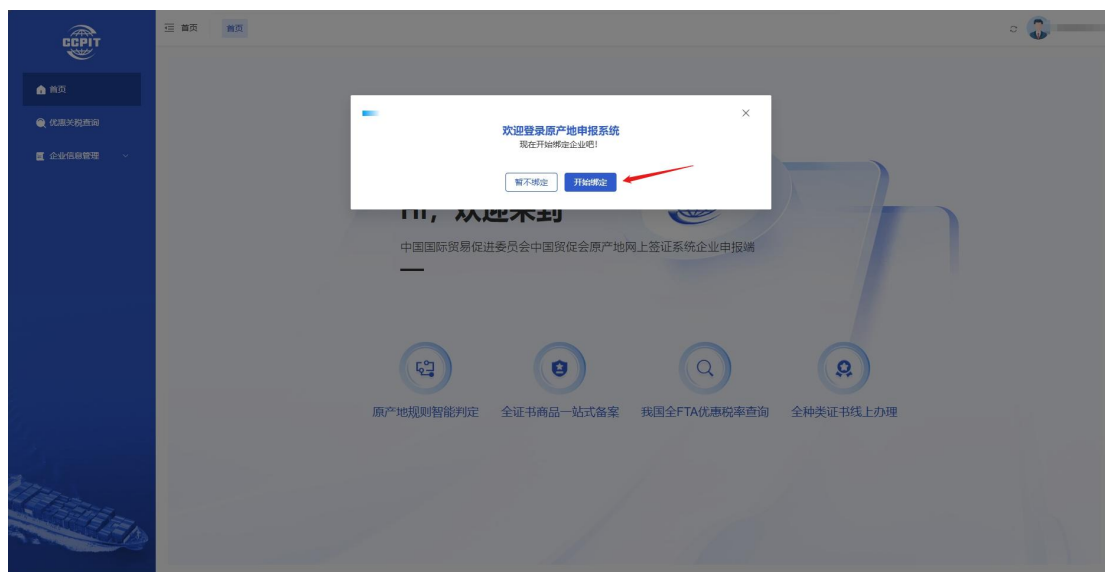 CCPIT
首页
首页
首页
优惠关税查询
企业信息管理
欢迎登录原产地申报系统
现在开始绑定企业吧!
暂不绑定
开始绑定
Hi，欢迎来到
中国国际贸易促进委员会中国贸促会原产地网上签证系统企业申报端
原产地规则智能判定
全证书商品一站式备案
我国全FTA优惠税率查询
全种类证书线上办理